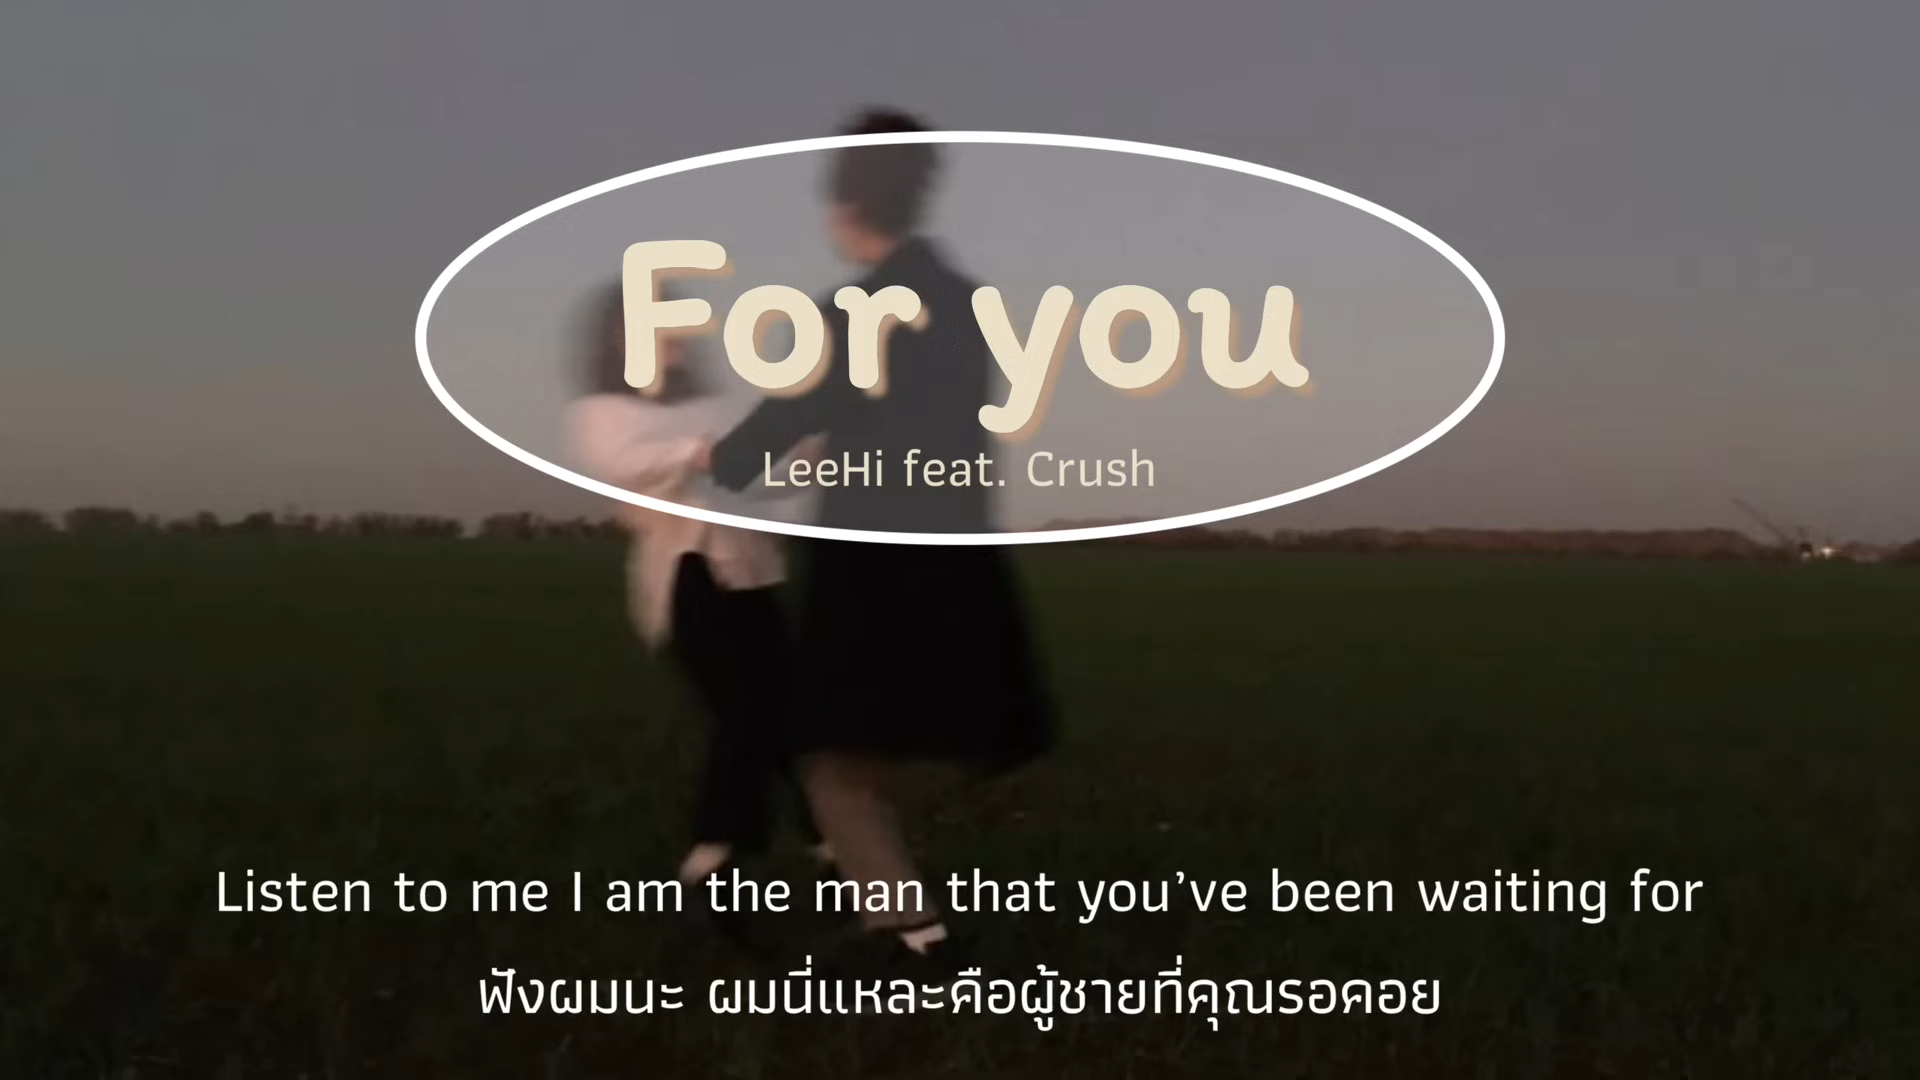 For you
LeeHi feat. Crush
Listen to me I am the man that you’ve been waiting for
ฟังผมนะ ผมนี่แหละคือผู้ชายที่คุณรอคอย